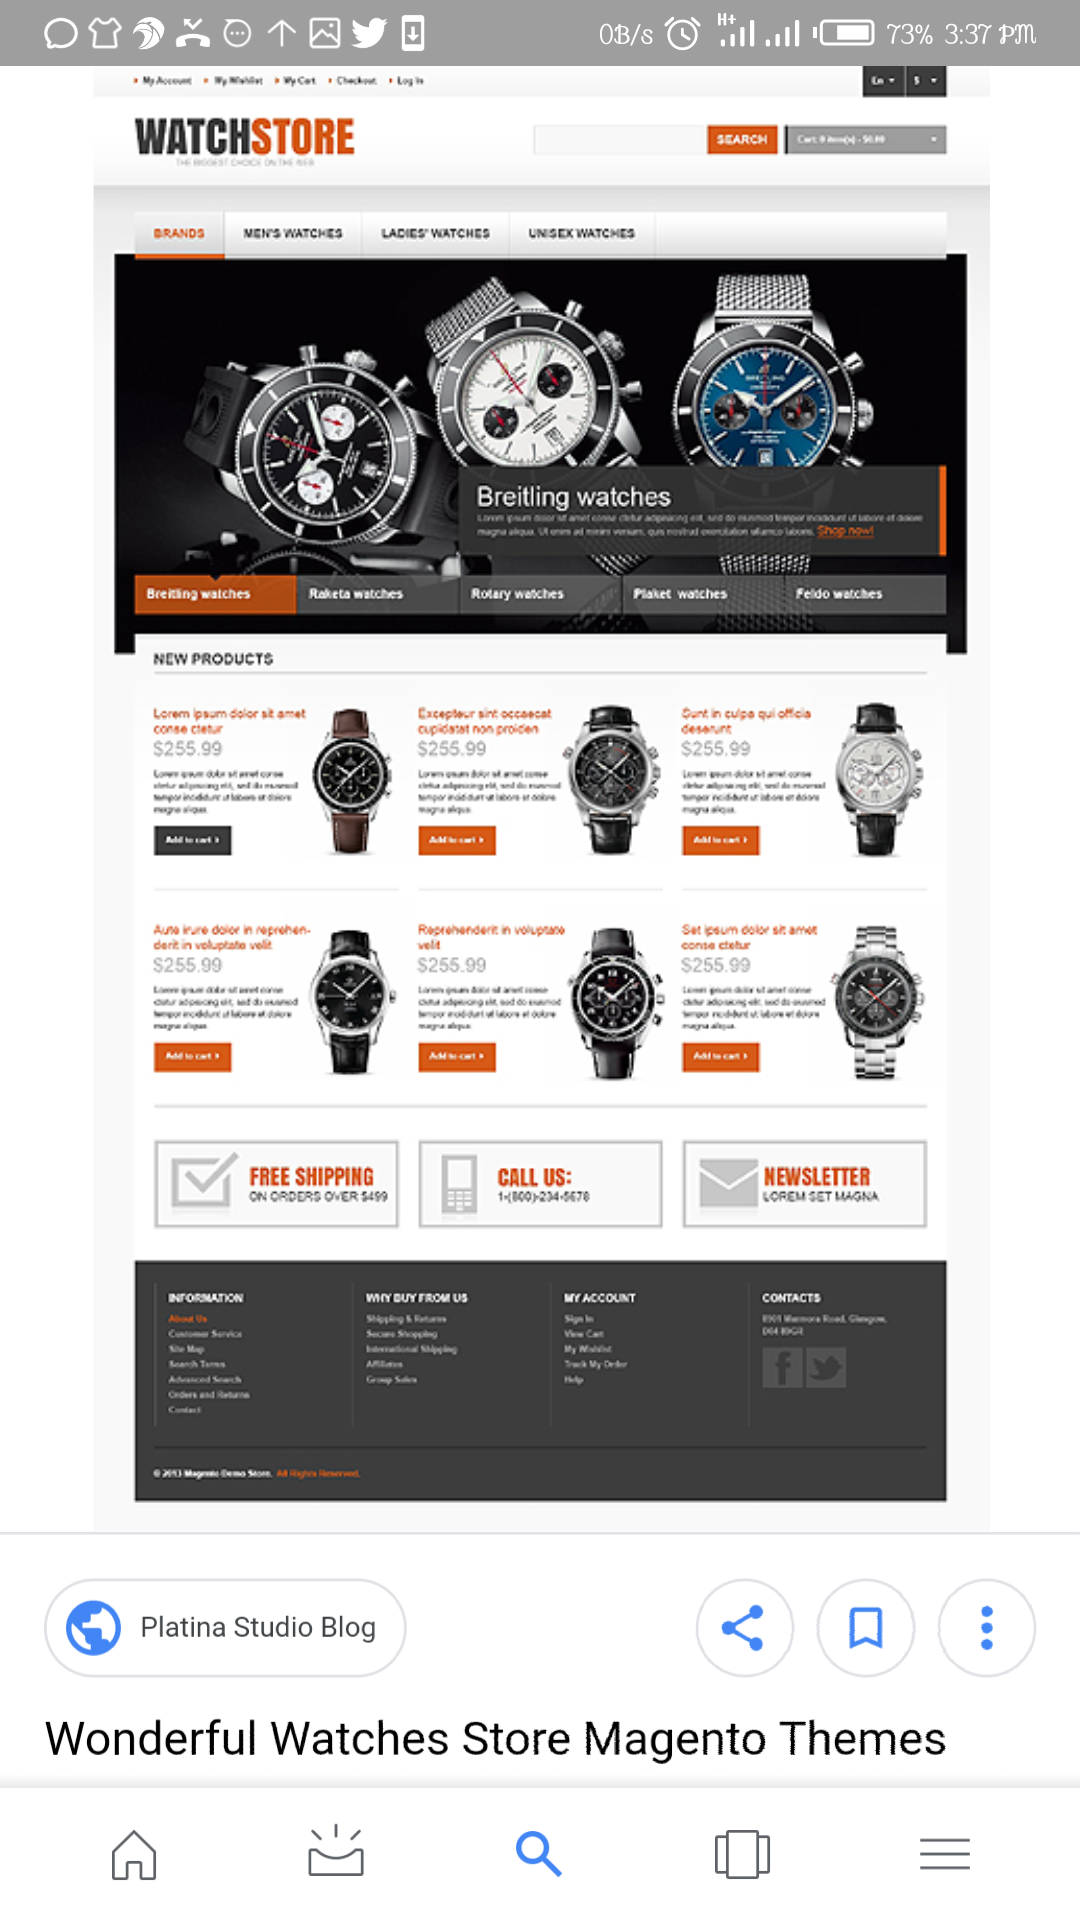 0B/s H+ 73% 3:37 PM
My Account My Wishlist My Cart Checkout Log In
En $
WATCHSTORE
THE BIGGEST CHOICE ON THE WEB
SEARCH
Cart: 0 item(s) - $0.00
BRANDS MEN'S WATCHES LADIES' WATCHES UNISEX WATCHES
Breitling watches
Lorem ipsum dolor sit amet conse ctetur adipisicing elit, sed do eiusmod tempor incididunt ut labore et dolore
magna aliqua. Ut enim ad minim veniam, quis nostrud exercitation ullamco laboris. Shop now!
Breitling watches Raketa watches Rotary watches Plaket watches Feldo watches
NEW PRODUCTS
Lorem ipsum dolor sit amet
conse ctetur
$255.99
Lorem ipsum dolor sit amet conse
ctetur adipisicing elit, sed do eiusmod
tempor incididunt ut labore et dolore
magna aliqua.
Add to cart
Excepteur sint occaecat
cupidatat non proiden
$255.99
Lorem ipsum dolor sit amet conse
ctetur adipisicing elit, sed do eiusmod
tempor incididunt ut labore et dolore
magna aliqua.
Add to cart
Sunt in culpa qui officia
deserunt
$255.99
Lorem ipsum dolor sit amet conse
ctetur adipisicing elit, sed do eiusmod
tempor incididunt ut labore et dolore
magna aliqua.
Add to cart
Aute irure dolor in reprehen-
derit in voluptate velit
$255.99
Lorem ipsum dolor sit amet conse
ctetur adipisicing elit, sed do eiusmod
tempor incididunt ut labore et dolore
magna aliqua.
Add to cart
Reprehenderit in voluptate
velit
$255.99
Lorem ipsum dolor sit amet conse
ctetur adipisicing elit, sed do eiusmod
tempor incididunt ut labore et dolore
magna aliqua.
Add to cart
Set ipsum dolor sit amet
conse ctetur
$255.99
Lorem ipsum dolor sit amet conse
ctetur adipisicing elit, sed do eiusmod
tempor incididunt ut labore et dolore
magna aliqua.
Add to cart
FREE SHIPPING
ON ORDERS OVER $499
CALL US:
1-(800)-234-5678
NEWSLETTER
LOREM SET MAGNA
INFORMATION
About Us
Customer Service
Site Map
Search Terms
Advanced Search
Orders and Returns
Contact
WHY BUY FROM US
Shipping & Returns
Secure Shopping
International Shipping
Affiliates
Group Sales
MY ACCOUNT
Sign In
View Cart
My Wishlist
Track My Order
Help
CONTACTS
8901 Marmora Road, Glasgow,
D04 89GR
© 2013 Magento Demo Store. All Rights Reserved.
Platina Studio Blog
Wonderful Watches Store Magento Themes